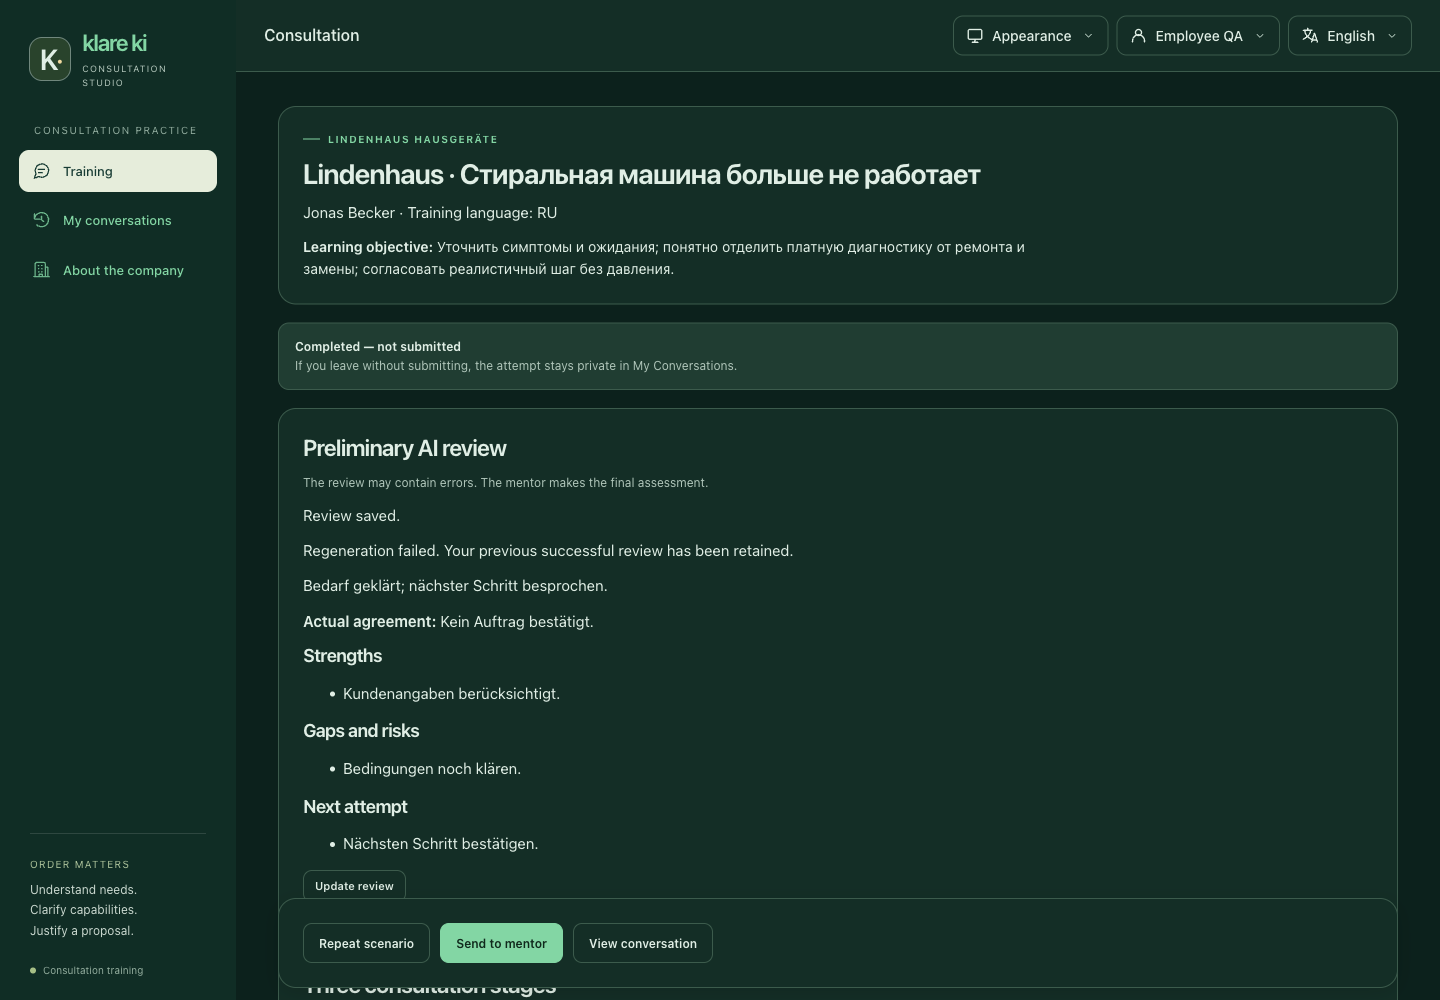 klare ki
CONSULTATION
STUDIO
CONSULTATION PRACTICE
Training
My conversations
About the company
ORDER MATTERS
Understand needs.
Clarify capabilities.
Justify a proposal.
Consultation training
Consultation
Appearance
Employee QA
English
LINDENHAUS HAUSGERÄTE
Lindenhaus · Стиральная машина больше не работает
Jonas Becker · Training language: RU
Learning objective: Уточнить симптомы и ожидания; понятно отделить платную диагностику от ремонта и
замены; согласовать реалистичный шаг без давления.
Completed — not submitted
If you leave without submitting, the attempt stays private in My Conversations.
Preliminary AI review
The review may contain errors. The mentor makes the final assessment.
Review saved.
Regeneration failed. Your previous successful review has been retained.
Bedarf geklärt; nächster Schritt besprochen.
Actual agreement: Kein Auftrag bestätigt.
Strengths
• Kundenangaben berücksichtigt.
Gaps and risks
• Bedingungen noch klären.
Next attempt
• Nächsten Schritt bestätigen.
Update review
Repeat scenario
Send to mentor
View conversation
Three consultation stages